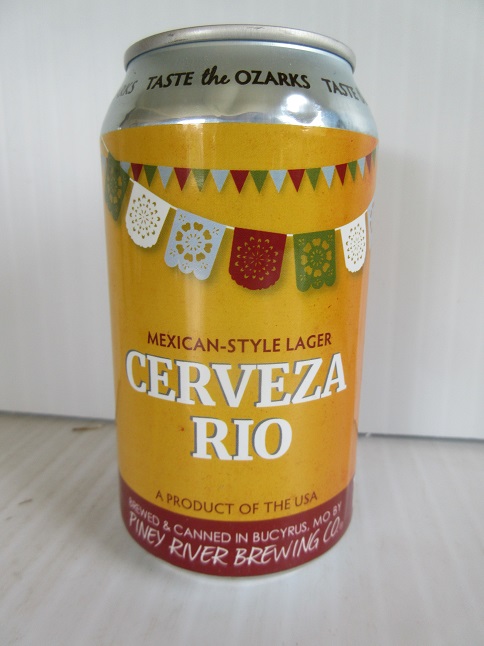 TASTE the OZARKS TASTE
MEXICAN-STYLE LAGER
CERVEZA
RIO
A PRODUCT OF THE USA
BREWED & CANNED IN BUCYRUS, MO BY
PINEY RIVER BREWING CO.